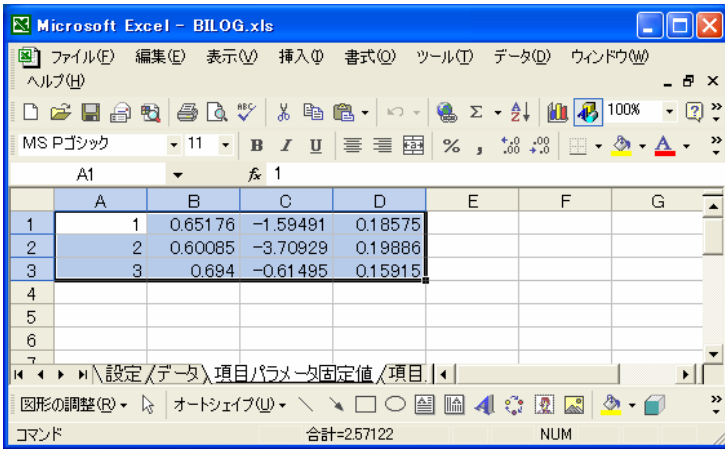 Microsoft Excel - BILOG.xls
ファイル(F) 編集(E) 表示(V) 挿入(I) 書式(O) ツール(T) データ(D) ウィンドウ(W)
ヘルプ(H)
100%
MS Pゴシック 11 B I U % ,
A1 fx 1
A B C D E F G
1 1 0.65176 -1.59491 0.18575
2 2 0.60085 -3.70929 0.19886
3 3 0.694 -0.61495 0.15915
4
5
6
7
設定 データ 項目パラメータ固定値 項目
図形の調整(R) オートシェイプ(U)
コマンド 合計=2.57122 NUM